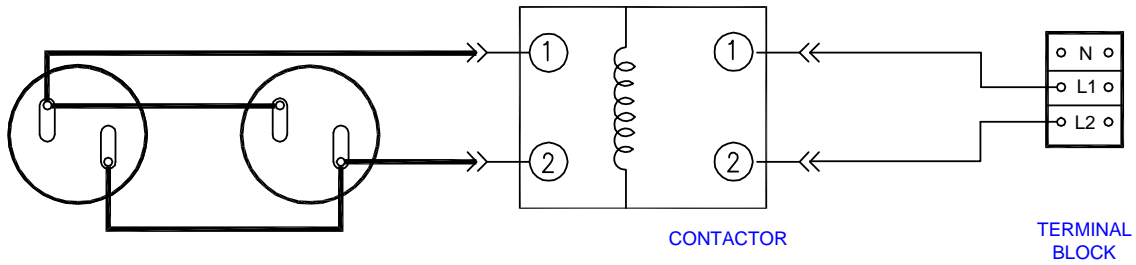 1
1
N
L1
L2
2
2
CONTACTOR
TERMINAL
BLOCK